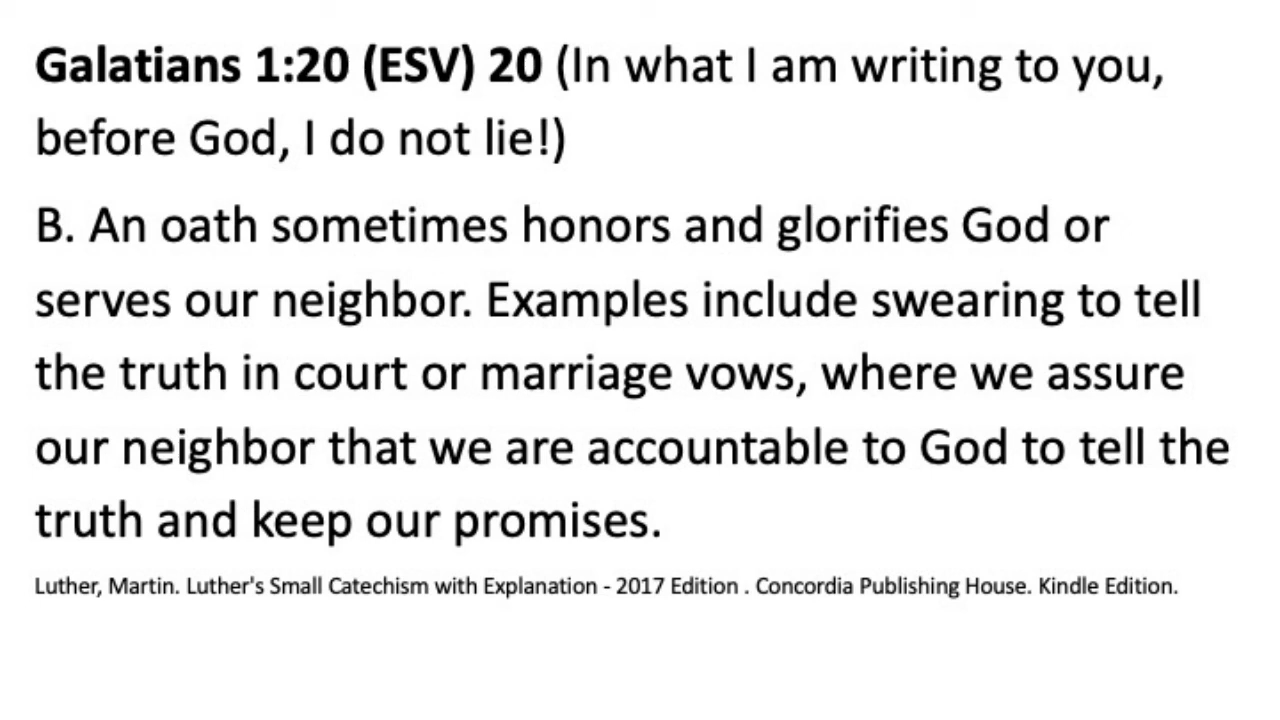 Galatians 1:20 (ESV) 20 (In what I am writing to you,
before God, I do not lie!)
B. An oath sometimes honors and glorifies God or
serves our neighbor. Examples include swearing to tell
the truth in court or marriage vows, where we assure
our neighbor that we are accountable to God to tell the
truth and keep our promises.
Luther, Martin. Luther's Small Catechism with Explanation - 2017 Edition . Concordia Publishing House. Kindle Edition.